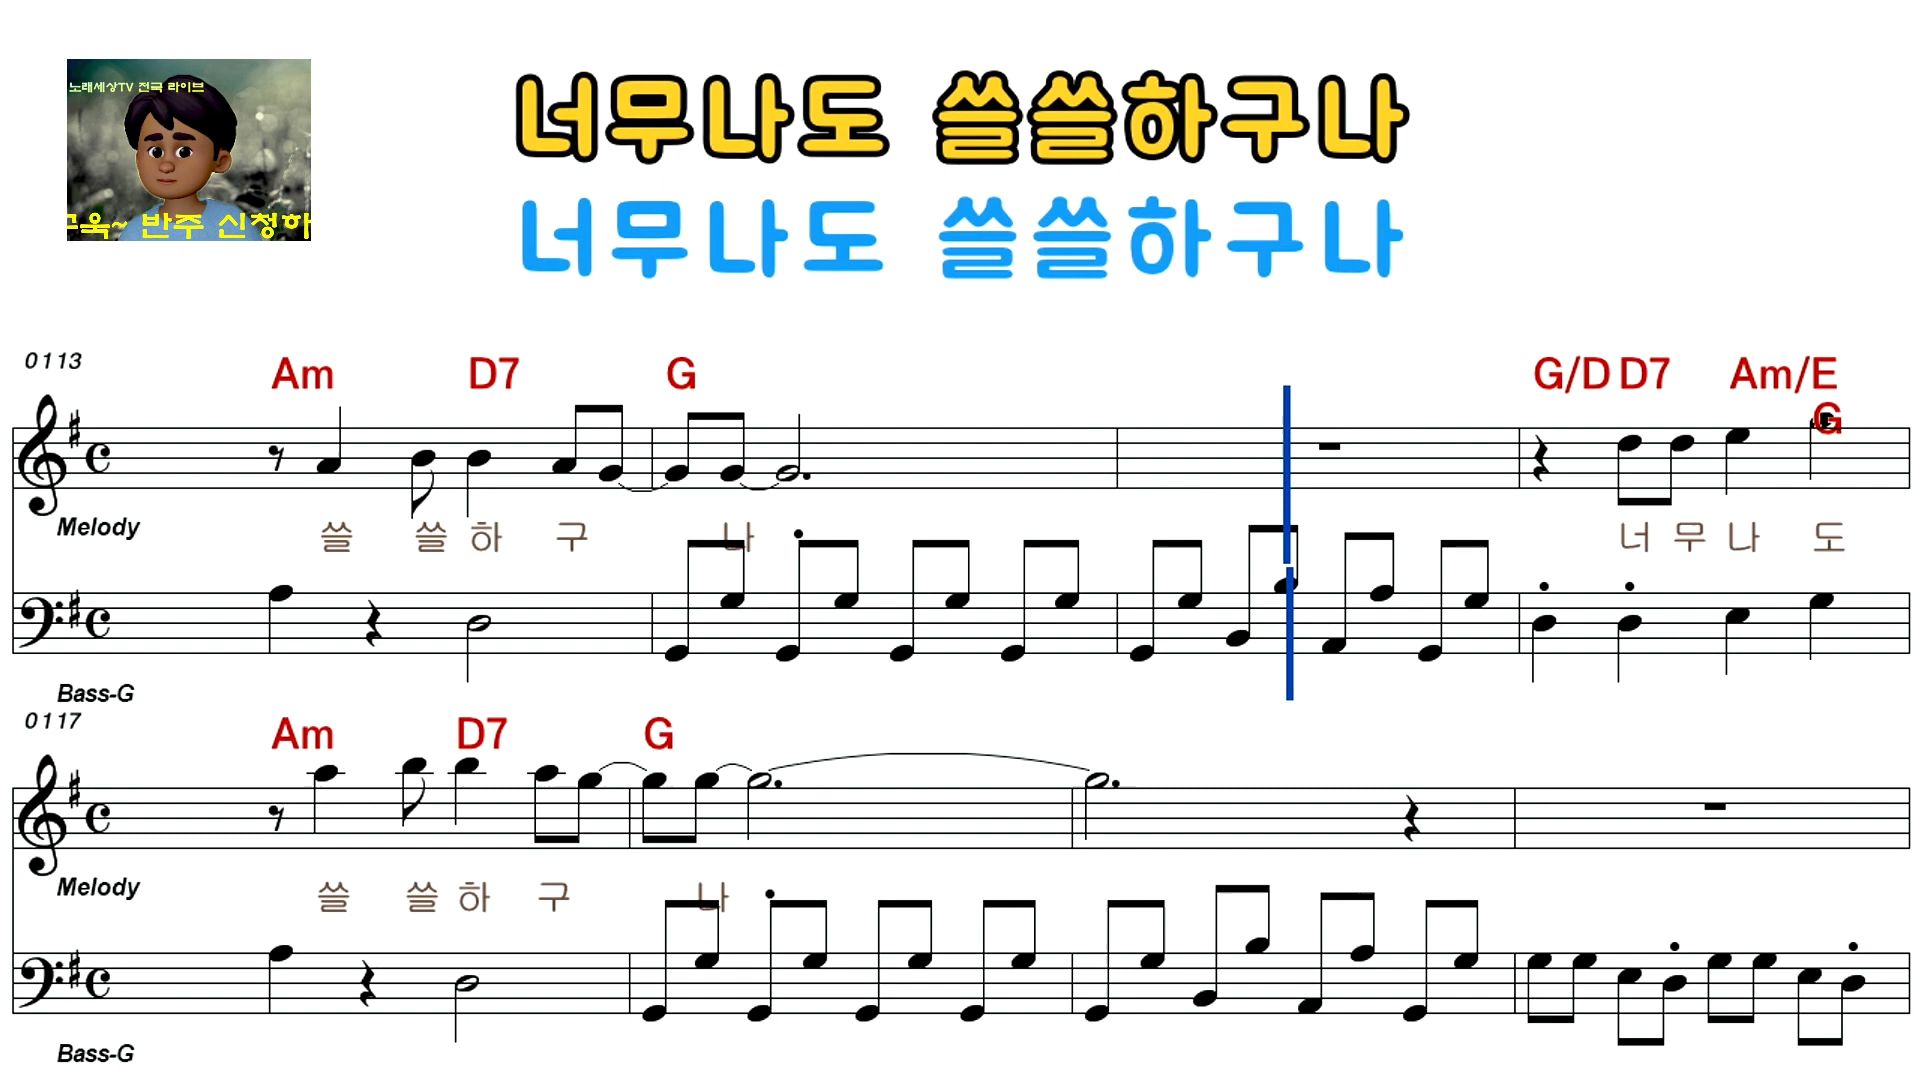 노래세상TV 전국 라이브
반주 신청하
너무나도 쓸쓸하구나
너무나도 쓸쓸하구나
0113
Am D7 G G/D D7 Am/E G
Melody
쓸 쓸 하 구 나 너 무 나 도
Bass-G
0117
Am D7 G
Melody
쓸 쓸 하 구 나
Bass-G